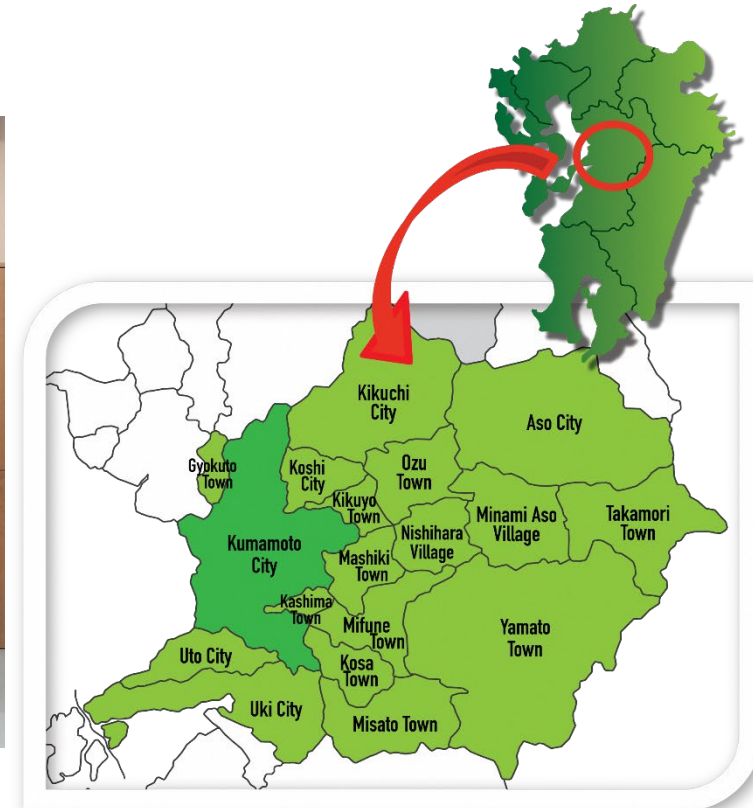 Kikuchi
City
Aso City
Gyokuto
Town
Koshi
City
Ozu
Town
Kikuyo
Town
Kumamoto
City
Mashiki
Town
Nishihara
Village
Minami Aso
Village
Takamori
Town
Kashima
Town
Mifune
Town
Yamato
Town
Uto City
Kosa
Town
Uki City
Misato Town